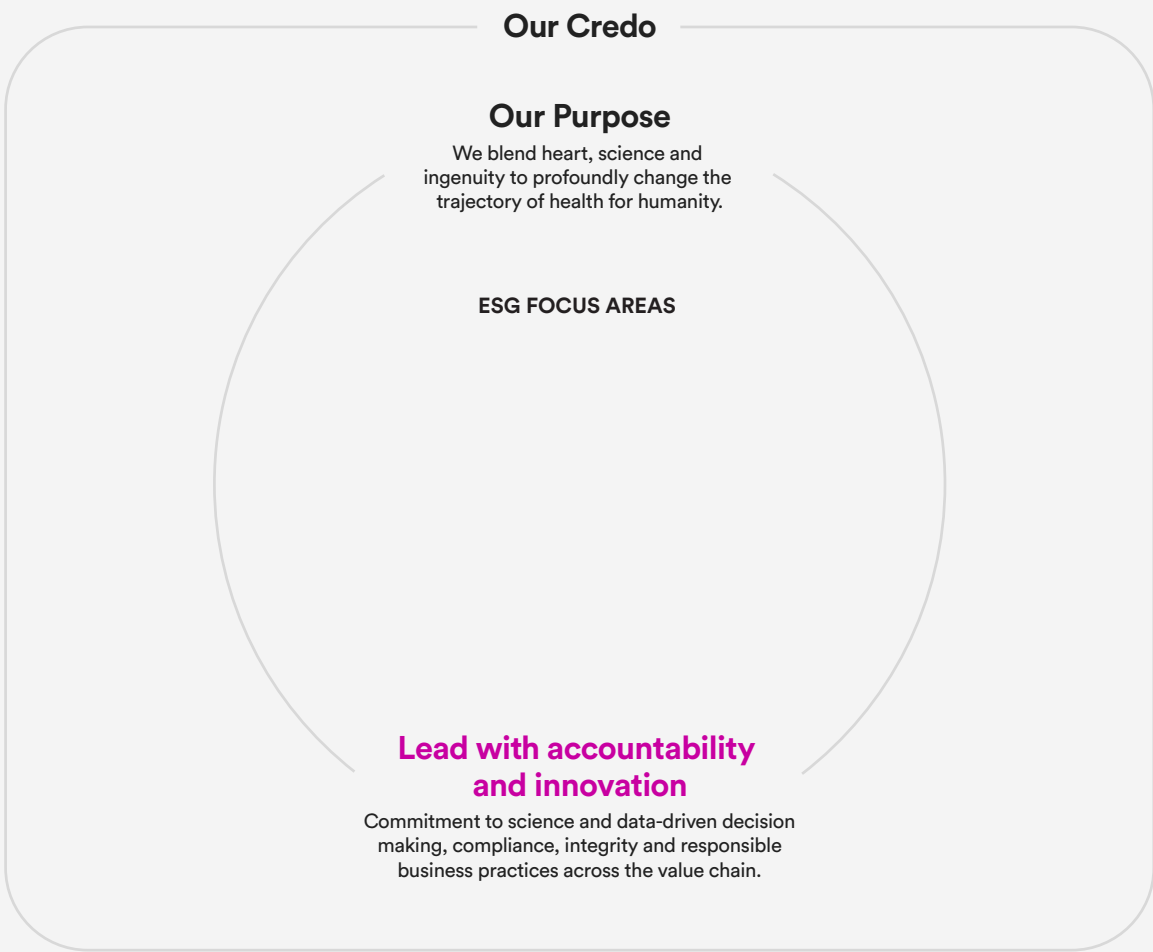 Our Credo
Our Purpose
We blend heart, science and
ingenuity to profoundly change the
trajectory of health for humanity.
ESG FOCUS AREAS
Lead with accountability
and innovation
Commitment to science and data-driven decision
making, compliance, integrity and responsible
business practices across the value chain.